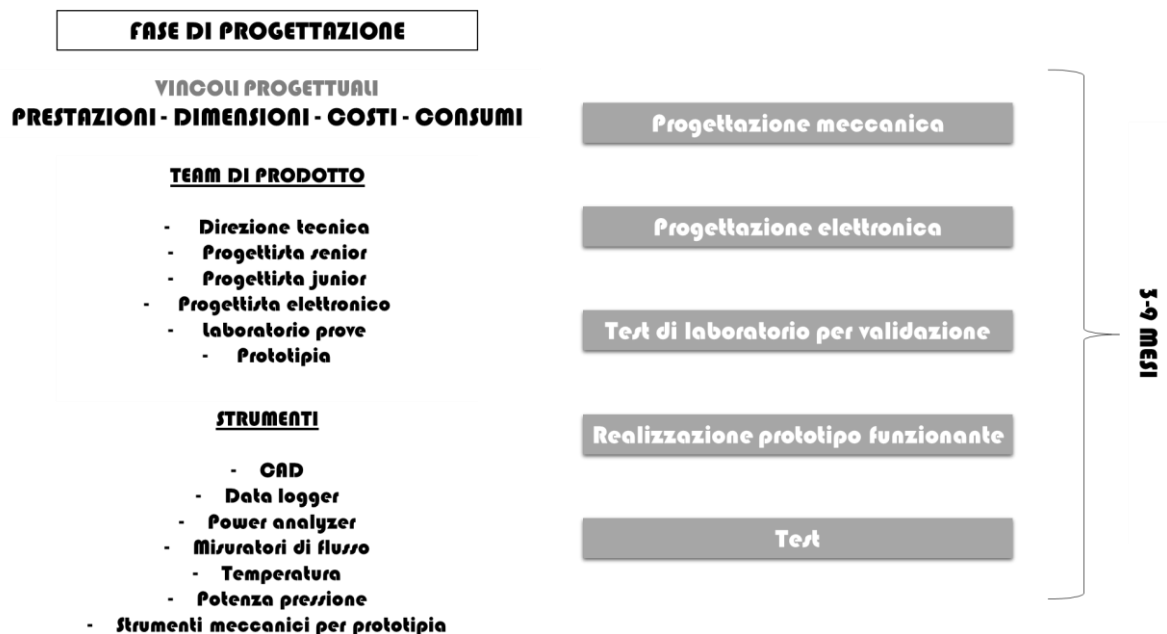 FASE DI PROGETTAZIONE
VINCOLI PROGETTUALI
PRESTAZIONI - DIMENSIONI - COSTI - CONSUMI
TEAM DI PRODOTTO
- Direzione tecnica
- Progettista senior
- Progettista junior
- Progettista elettronico
- Laboratorio prove
- Prototipia
STRUMENTI
- CAD
- Data logger
- Power analyzer
- Misuratori di flusso
- Temperatura
- Potenza pressione
- Strumenti meccanici per prototipia
Progettazione meccanica
Progettazione elettronica
Test di laboratorio per validazione
Realizzazione prototipo funzionante
Test
3-9 MESI